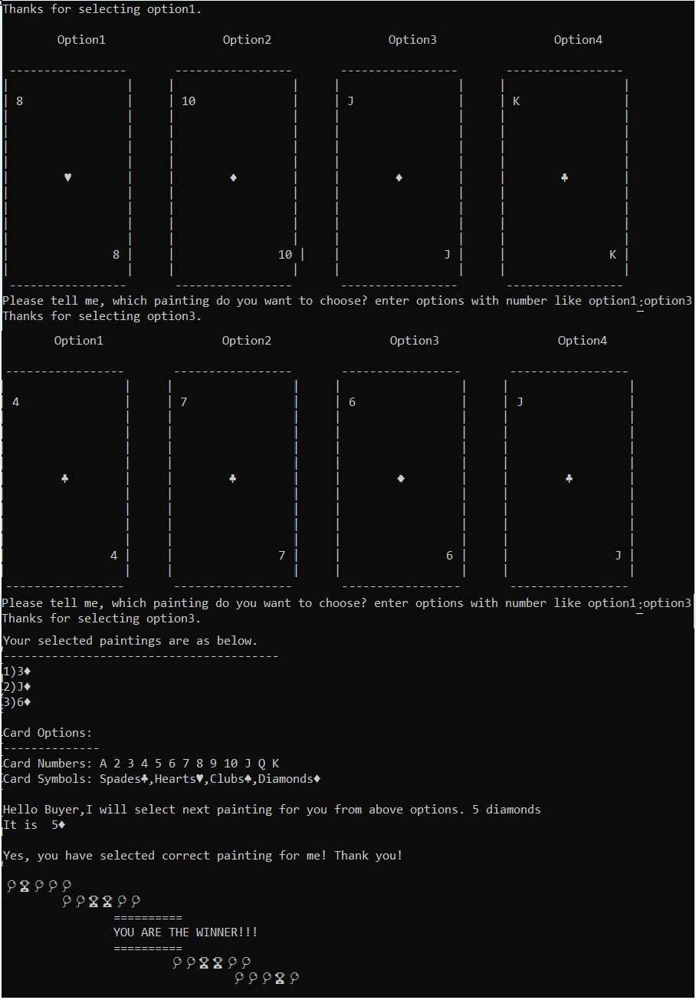 Thanks for selecting option1.
Option1 Option2 Option3 Option4
8 10 J K
♥ ♦ ♦ ♣
8 10 J K
Please tell me, which painting do you want to choose? enter options with number like option1:option3
Thanks for selecting option3.
Option1 Option2 Option3 Option4
4 7 6 J
♣ ♣ ♦ ♣
4 7 6 J
Please tell me, which painting do you want to choose? enter options with number like option1:option3
Thanks for selecting option3.
Your selected paintings are as below.
----------------------------------------
1)3♦
2)J♦
3)6♦
Card Options:
--------------
Card Numbers: A 2 3 4 5 6 7 8 9 10 J Q K
Card Symbols: Spades♣,Hearts♥,Clubs♠,Diamonds♦
Hello Buyer,I will select next painting for you from above options. 5 diamonds
It is  5♦
Yes, you have selected correct painting for me! Thank you!
==========
YOU ARE THE WINNER!!!
==========